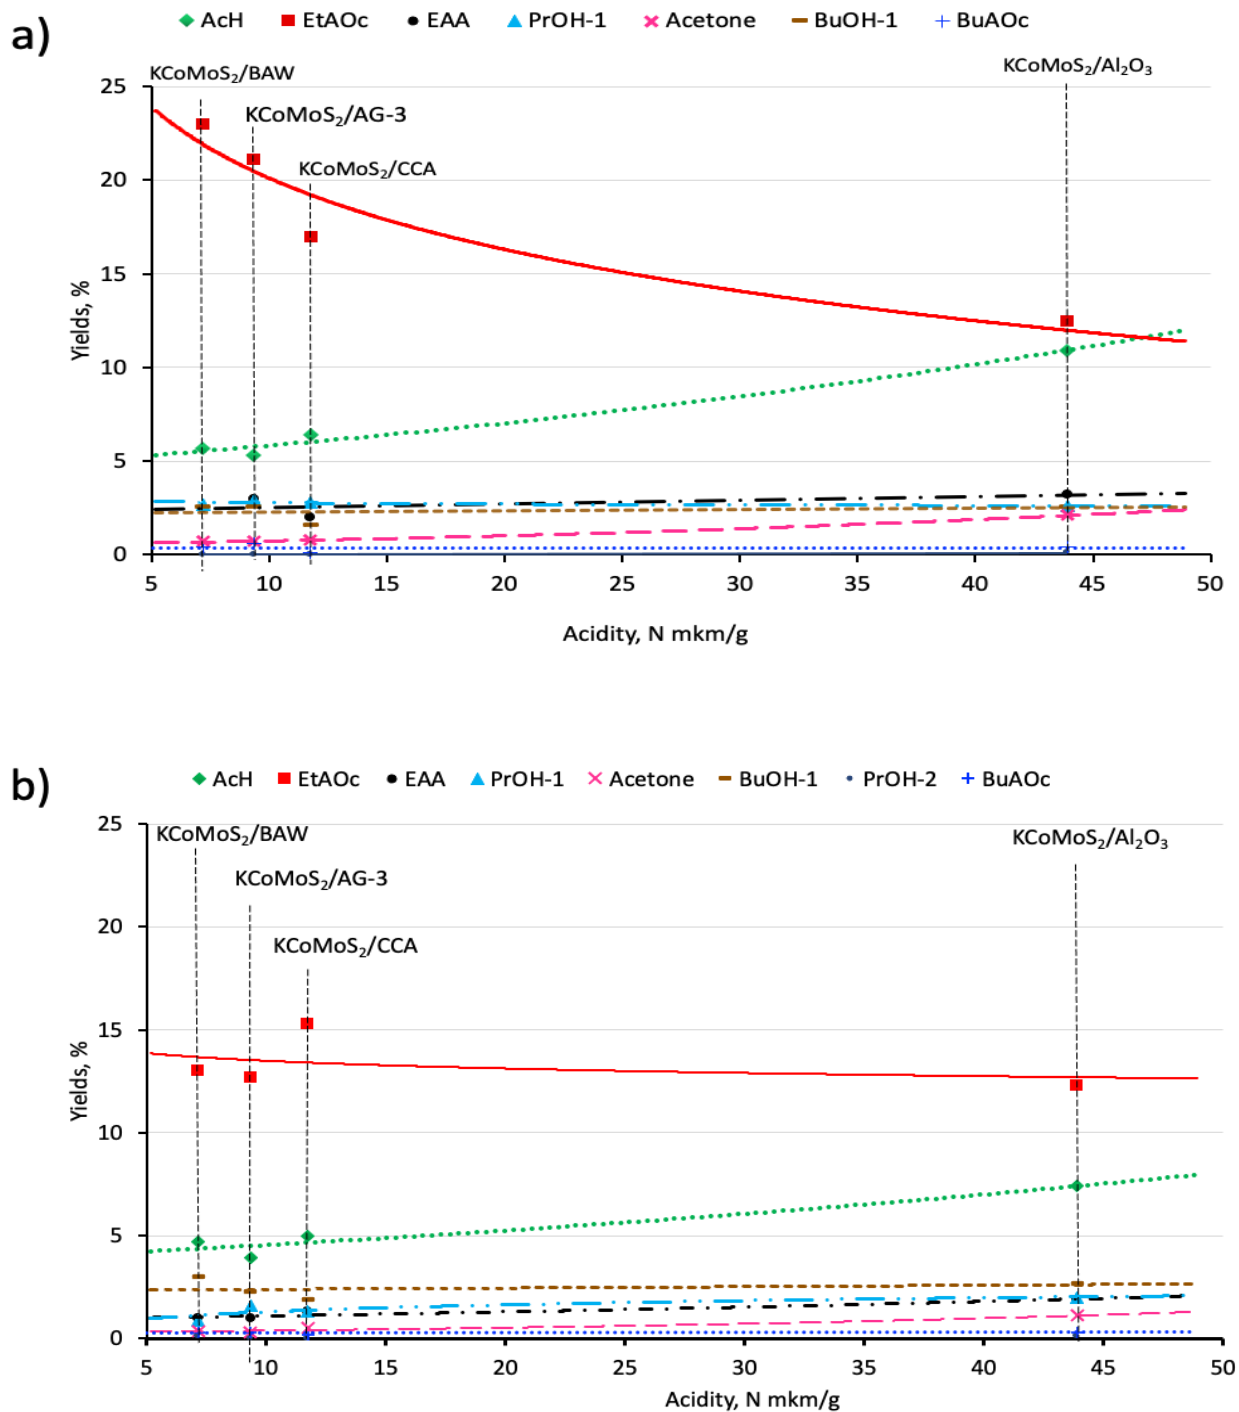 a)
AcH EtAOc EAA PrOH-1 Acetone BuOH-1 BuAOc
KCoMoS₂/BAW
KCoMoS₂/Al₂O₃
KCoMoS₂/AG-3
KCoMoS₂/CCA
25
20
15
10
5
0
Yields, %
5 10 15 20 25 30 35 40 45 50
Acidity, N mkm/g
b)
AcH EtAOc EAA PrOH-1 Acetone BuOH-1 PrOH-2 BuAOc
KCoMoS₂/BAW
KCoMoS₂/Al₂O₃
KCoMoS₂/AG-3
KCoMoS₂/CCA
25
20
15
10
5
0
Yields, %
5 10 15 20 25 30 35 40 45 50
Acidity, N mkm/g